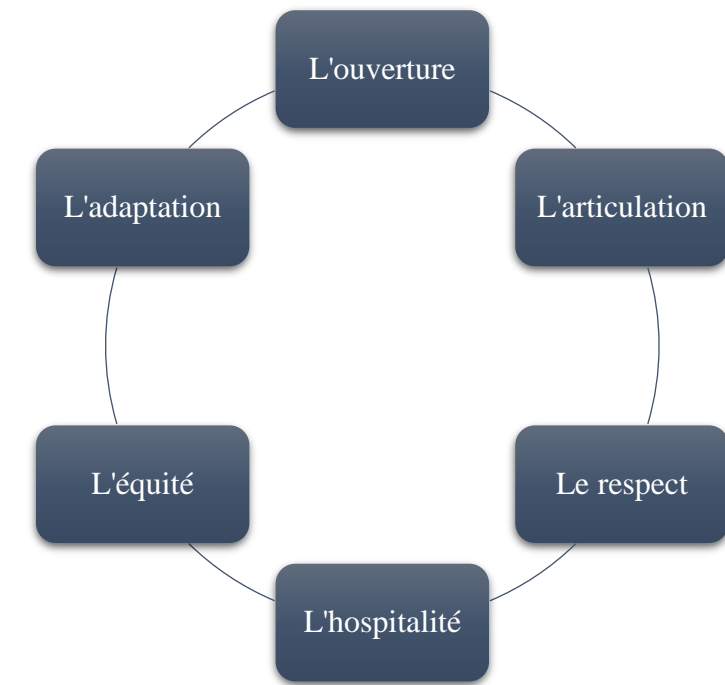 L'ouverture
L'articulation
Le respect
L'hospitalité
L'équité
L'adaptation